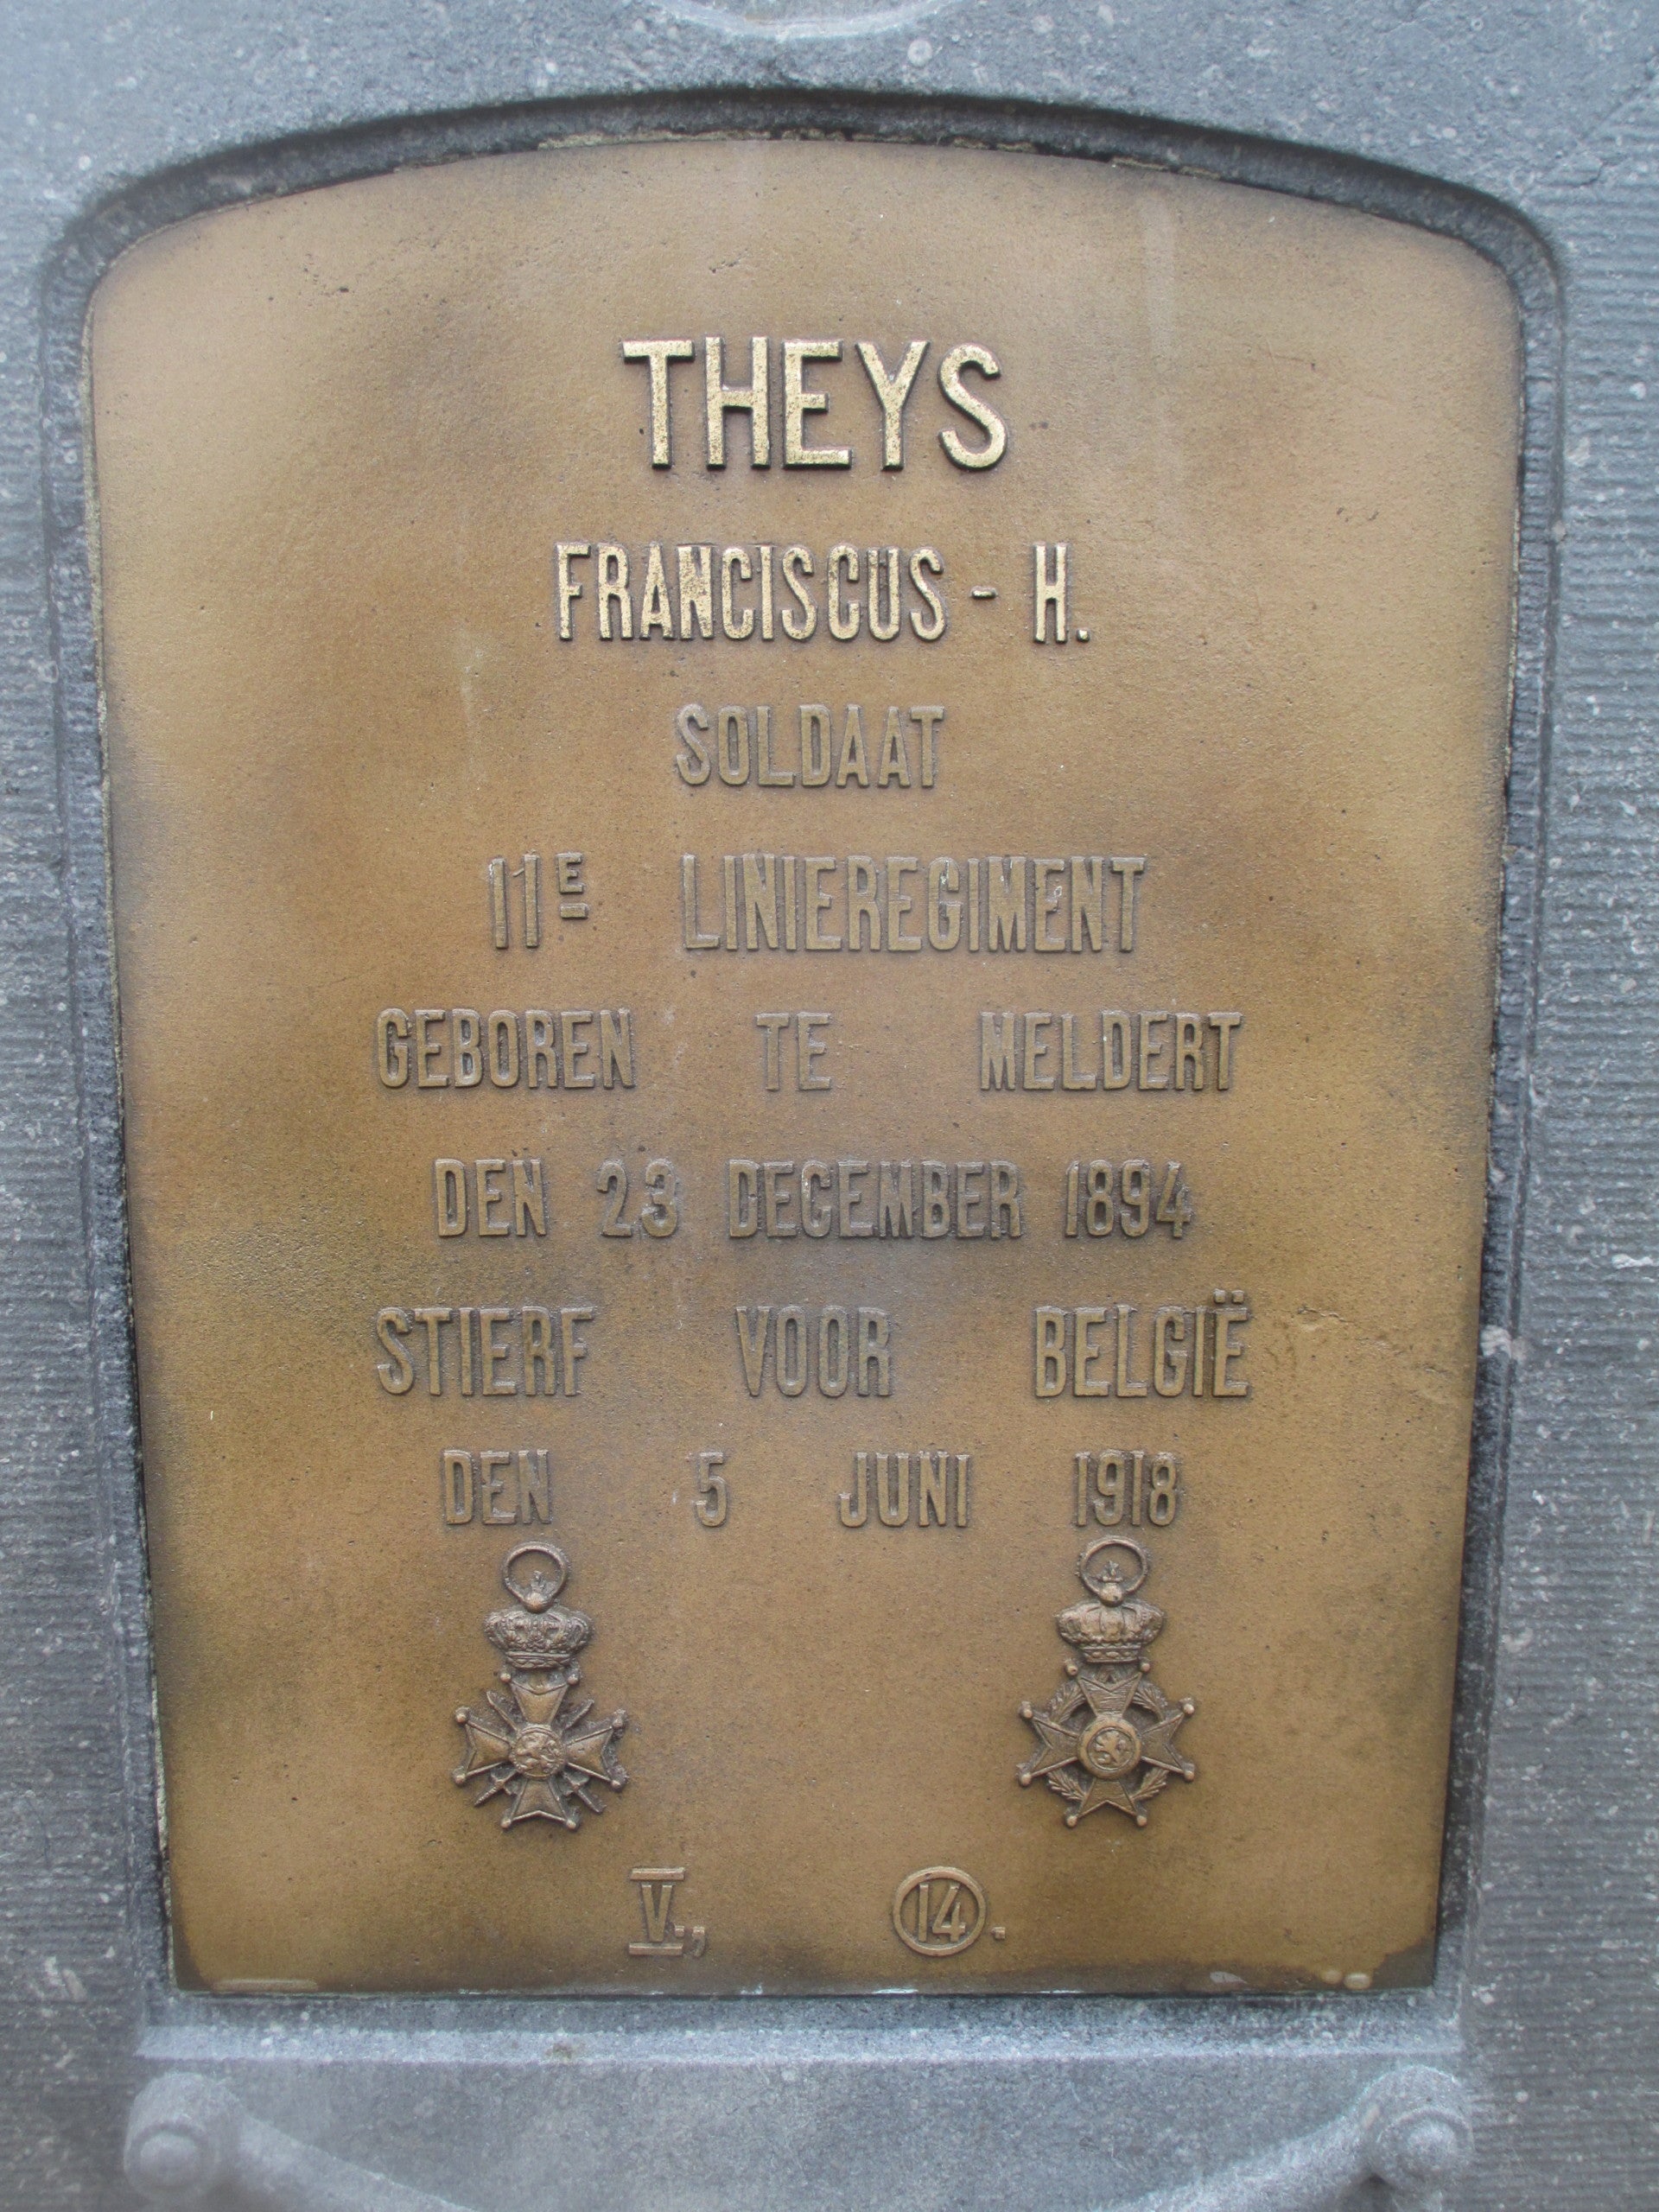 THEYS
FRANCISCUS - H.
SOLDAAT
11E LINIEREGIMENT
GEBOREN TE MELDERT
DEN 23 DECEMBER 1894
STIERF VOOR BELGIË
DEN 5 JUNI 1918
V., 14.